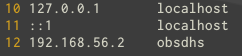 10 127.0.0.1       localhost
11 ::1             localhost
12 192.168.56.2    obsdhs